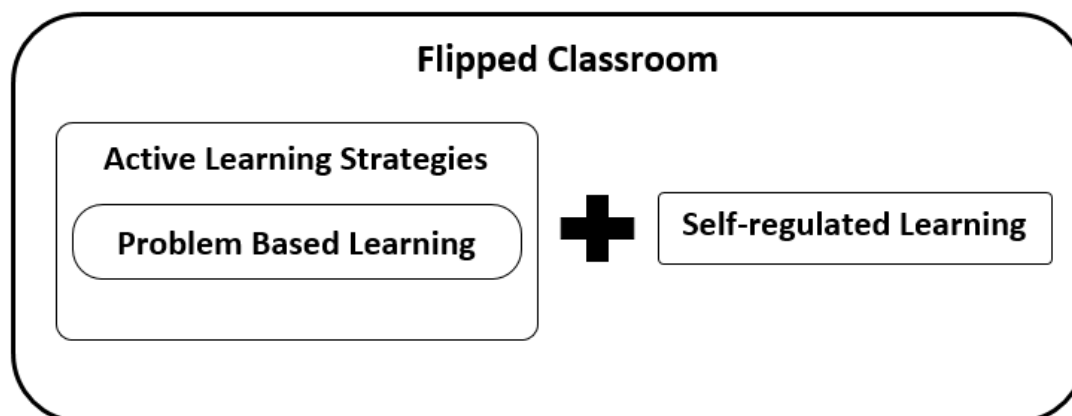 Flipped Classroom
Active Learning Strategies
Problem Based Learning
Self-regulated Learning